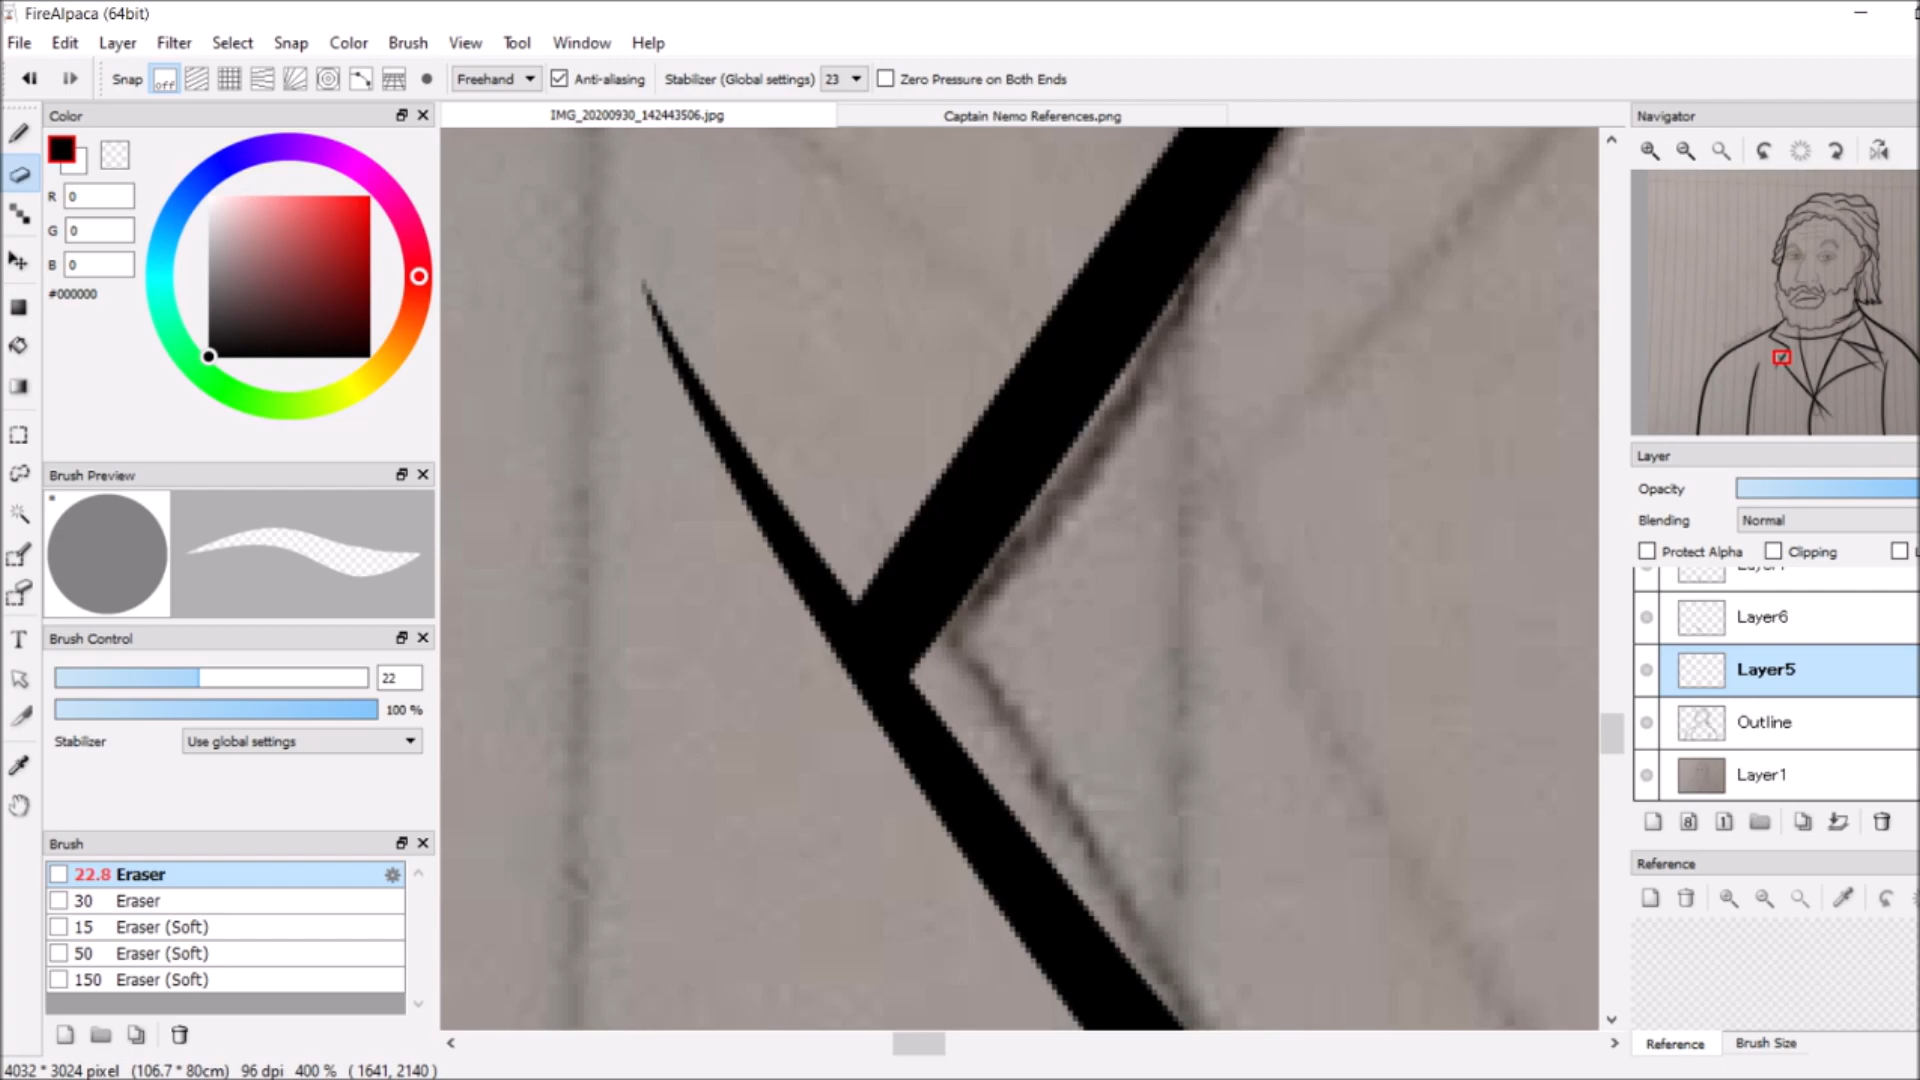 FireAlpaca (64bit)
File Edit Layer Filter Select Snap Color Brush View Tool Window Help
Snap off Freehand Anti-aliasing Stabilizer (Global settings) 23 Zero Pressure on Both Ends
Color
IMG_20200930_142443506.jpg
Captain Nemo References.png
Navigator
R 0
G 0
B 0
#000000
Brush Preview
Layer
Opacity
Blending Normal
Protect Alpha Clipping
Layer6
Brush Control
Layer5
22
100 %
Outline
Stabilizer Use global settings
Layer1
8 1
T
Brush
Reference
22.8 Eraser
30 Eraser
15 Eraser (Soft)
50 Eraser (Soft)
150 Eraser (Soft)
Reference Brush Size
4032 * 3024 pixel (106.7 * 80cm) 96 dpi 400 % ( 1641, 2140 )